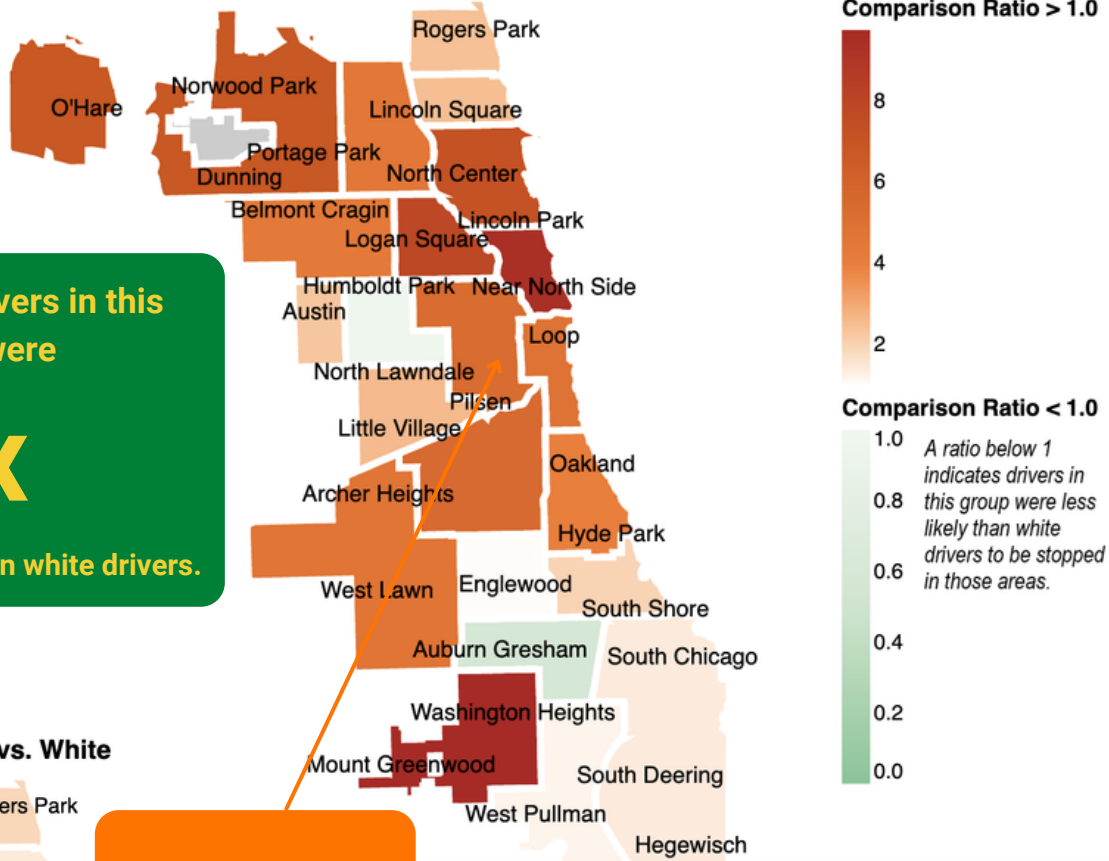 Comparison Ratio > 1.0
Rogers Park
Norwood Park
O'Hare
Lincoln Square
Portage Park
North Center
Dunning
Belmont Cragin
Lincoln Park
Logan Square
Humboldt Park
Near North Side
Austin
Loop
North Lawndale
Pilsen
Little Village
Oakland
Archer Heights
Hyde Park
Englewood
West Lawn
South Shore
Auburn Gresham
South Chicago
Washington Heights
Mount Greenwood
South Deering
West Pullman
Hegewisch
8
6
4
2
Comparison Ratio < 1.0
1.0
0.8
0.6
0.4
0.2
0.0
A ratio below 1
indicates drivers in
this group were less
likely than white
drivers to be stopped
in those areas.
vers in this
were
x
n white drivers.
vs. White
ers Park